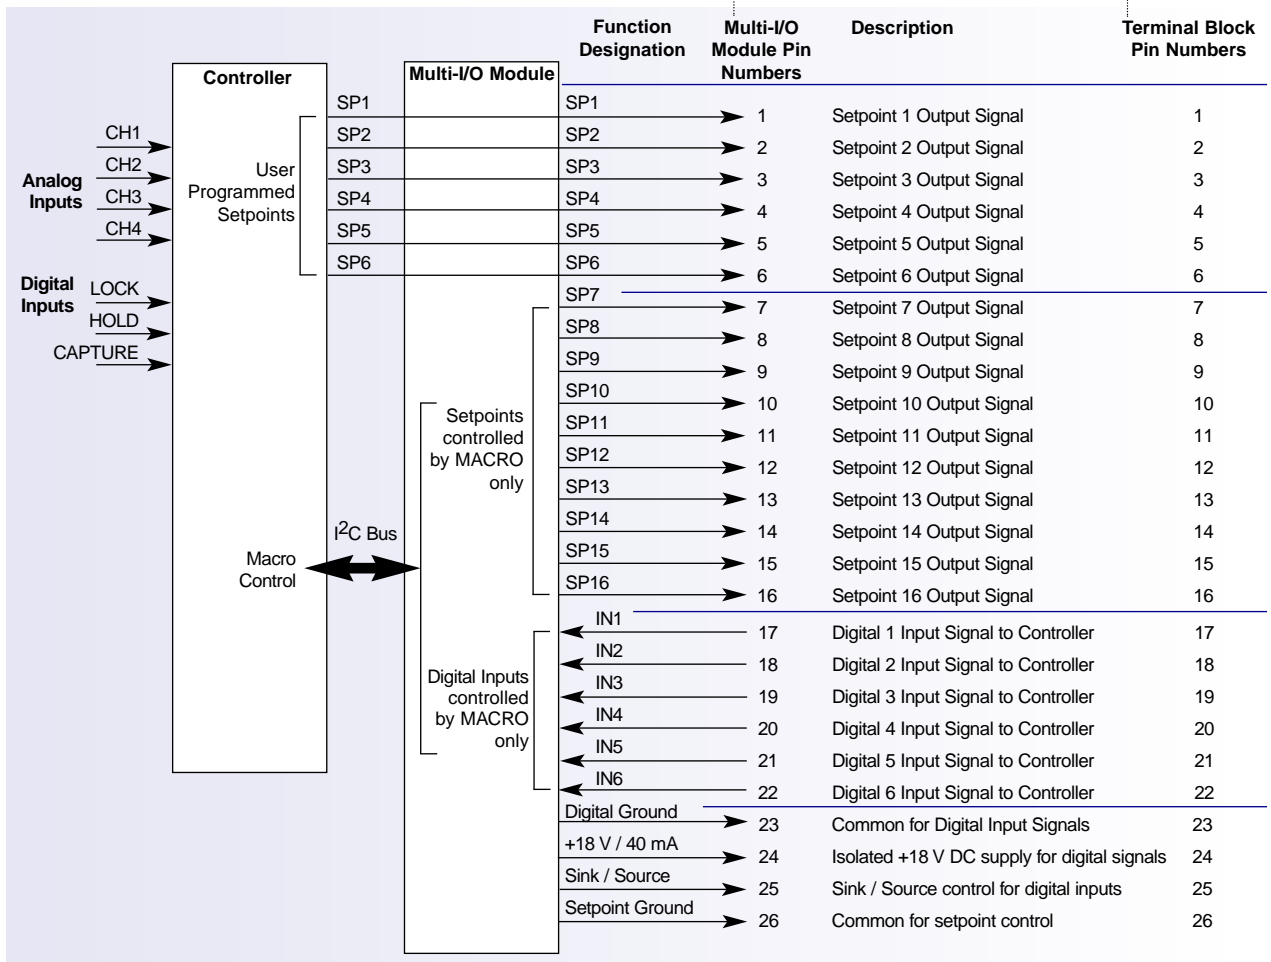 Function Designation
Multi-I/O Module Pin Numbers
Description
Terminal Block Pin Numbers
Controller
Multi-I/O Module
Analog Inputs
CH1
CH2
CH3
CH4
Digital Inputs
LOCK
HOLD
CAPTURE
User Programmed Setpoints
SP1
SP2
SP3
SP4
SP5
SP6
Macro Control
I2C Bus
Setpoints controlled by MACRO only
Digital Inputs controlled by MACRO only
SP1 1 Setpoint 1 Output Signal 1
SP2 2 Setpoint 2 Output Signal 2
SP3 3 Setpoint 3 Output Signal 3
SP4 4 Setpoint 4 Output Signal 4
SP5 5 Setpoint 5 Output Signal 5
SP6 6 Setpoint 6 Output Signal 6
SP7 7 Setpoint 7 Output Signal 7
SP8 8 Setpoint 8 Output Signal 8
SP9 9 Setpoint 9 Output Signal 9
SP10 10 Setpoint 10 Output Signal 10
SP11 11 Setpoint 11 Output Signal 11
SP12 12 Setpoint 12 Output Signal 12
SP13 13 Setpoint 13 Output Signal 13
SP14 14 Setpoint 14 Output Signal 14
SP15 15 Setpoint 15 Output Signal 15
SP16 16 Setpoint 16 Output Signal 16
IN1 17 Digital 1 Input Signal to Controller 17
IN2 18 Digital 2 Input Signal to Controller 18
IN3 19 Digital 3 Input Signal to Controller 19
IN4 20 Digital 4 Input Signal to Controller 20
IN5 21 Digital 5 Input Signal to Controller 21
IN6 22 Digital 6 Input Signal to Controller 22
Digital Ground 23 Common for Digital Input Signals 23
+18 V / 40 mA 24 Isolated +18 V DC supply for digital signals 24
Sink / Source 25 Sink / Source control for digital inputs 25
Setpoint Ground 26 Common for setpoint control 26